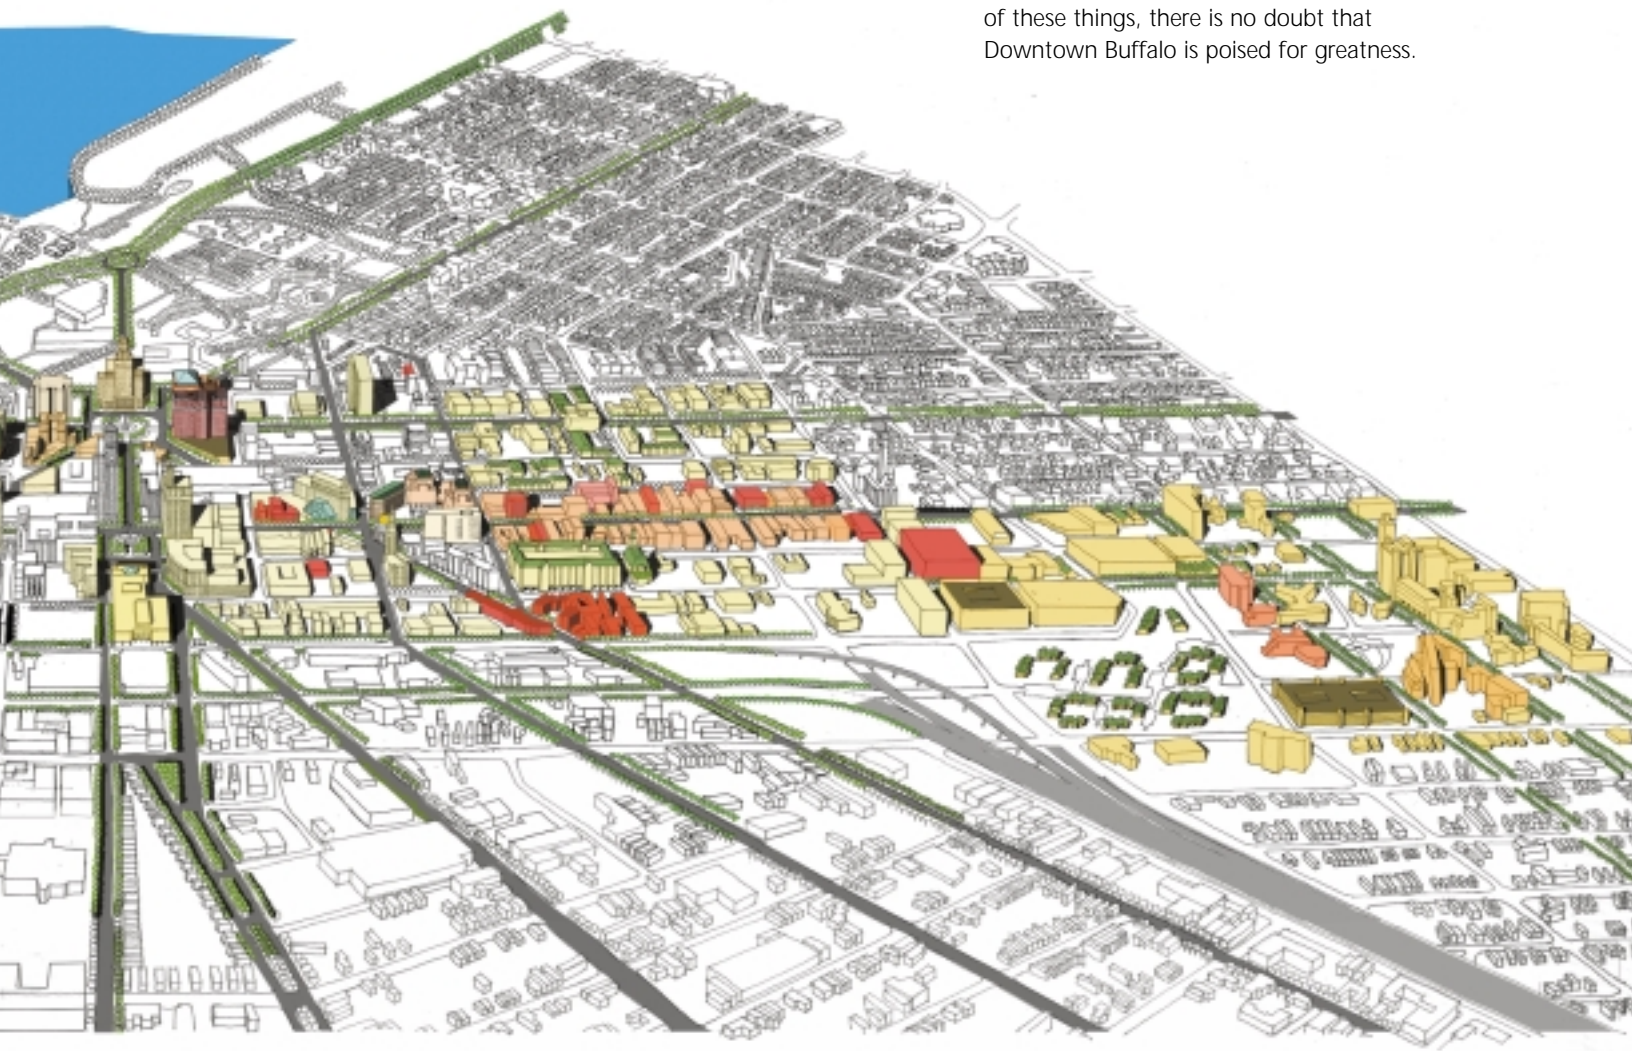 of these things, there is no doubt that
Downtown Buffalo is poised for greatness.